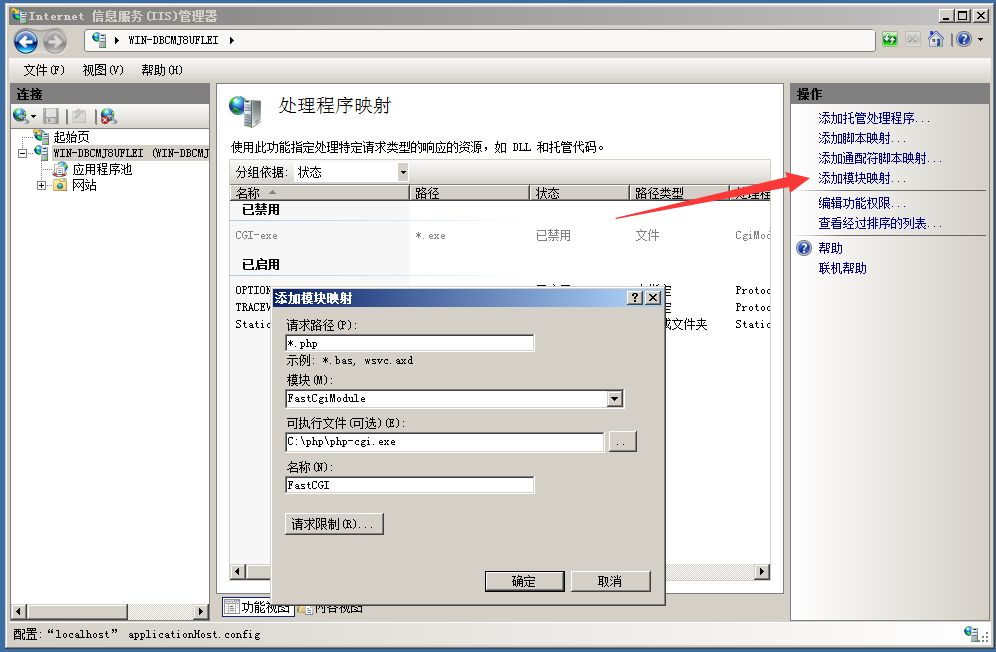 Internet 信息服务(IIS)管理器
WIN-DBCMJ8UFLEI
文件(F) 视图(V) 帮助(H)
连接
起始页
WIN-DBCMJ8UFLEI (WIN-DBCMJ
应用程序池
网站
处理程序映射
使用此功能指定处理特定请求类型的响应的资源，如 DLL 和托管代码。
分组依据: 状态
名称 路径 状态 路径类型 处理程
已禁用
CGI-exe *.exe 已禁用 文件 CgiMod
已启用
OPTION Protoc
TRACEV Protoc
Static 或文件夹 Static
添加模块映射
请求路径(P):
*.php
示例: *.bas, wsvc.axd
模块(M):
FastCgiModule
可执行文件(可选)(E):
C:\php\php-cgi.exe
..
名称(N):
FastCGI
请求限制(R)...
确定 取消
功能视图 内容视图
操作
添加托管处理程序...
添加脚本映射...
添加通配符脚本映射...
添加模块映射...
编辑功能权限...
查看经过排序的列表...
帮助
联机帮助
配置:“localhost” applicationHost.config